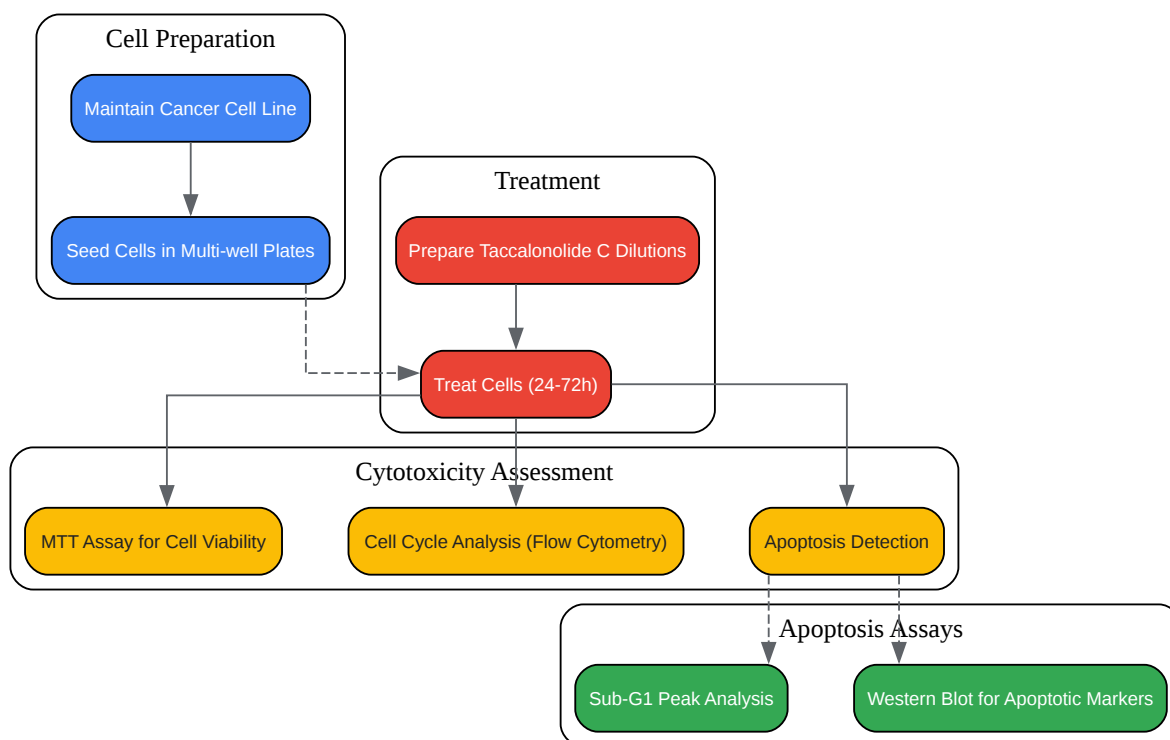 Cell Preparation
Maintain Cancer Cell Line
Seed Cells in Multi-well Plates
Treatment
Prepare Taccalonolide C Dilutions
Treat Cells (24-72h)
Cytotoxicity Assessment
MTT Assay for Cell Viability
Cell Cycle Analysis (Flow Cytometry)
Apoptosis Detection
Apoptosis Assays
Sub-G1 Peak Analysis
Western Blot for Apoptotic Markers